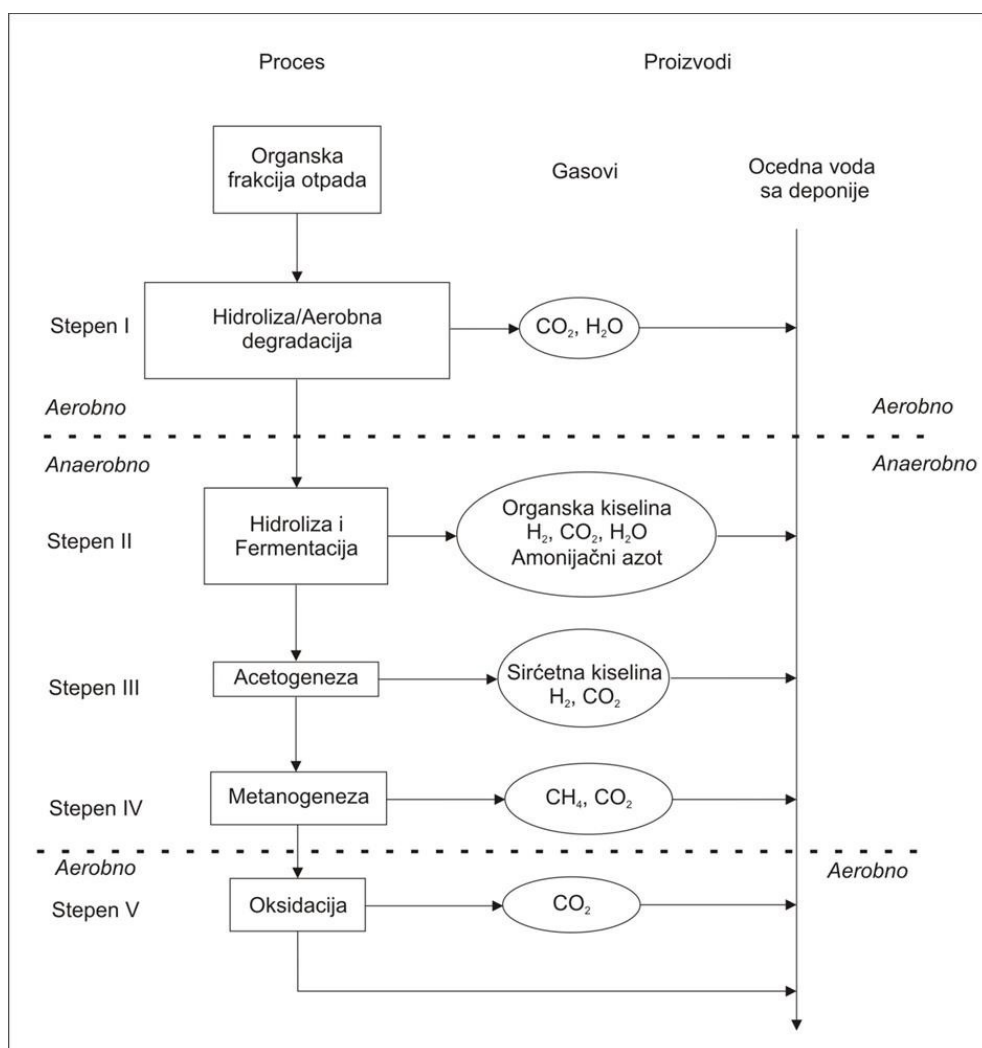 Proces
Proizvodi
Organska
frakcija otpada
Gasovi
Ocedna voda
sa deponije
Stepen I
Hidroliza/Aerobna
degradacija
CO₂, H₂O
Aerobno
Aerobno
Anaerobno
Anaerobno
Stepen II
Hidroliza i
Fermentacija
Organska kiselina
H₂, CO₂, H₂O
Amonijačni azot
Stepen III
Acetogeneza
Sirćetna kiselina
H₂, CO₂
Stepen IV
Metanogeneza
CH₄, CO₂
Aerobno
Aerobno
Stepen V
Oksidacija
CO₂